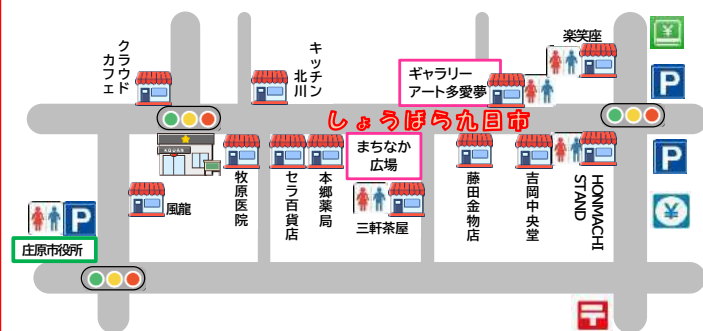 クラウド
カフェ
キッチン
北川
ギャラリー
アート多愛夢
楽笑座
しょうばら九日市
まちなか
広場
牧原医院
セラ百貨店
本郷薬局
藤田金物店
吉岡中央堂
HONMACHI
STAND
風龍
三軒茶屋
庄原市役所
P
P
P
¥
¥